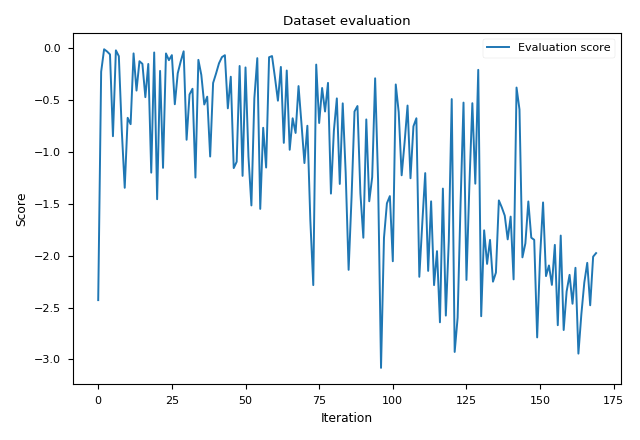 Dataset evaluation
Evaluation score
Score
0.0
−0.5
−1.0
−1.5
−2.0
−2.5
−3.0
0 25 50 75 100 125 150 175
Iteration